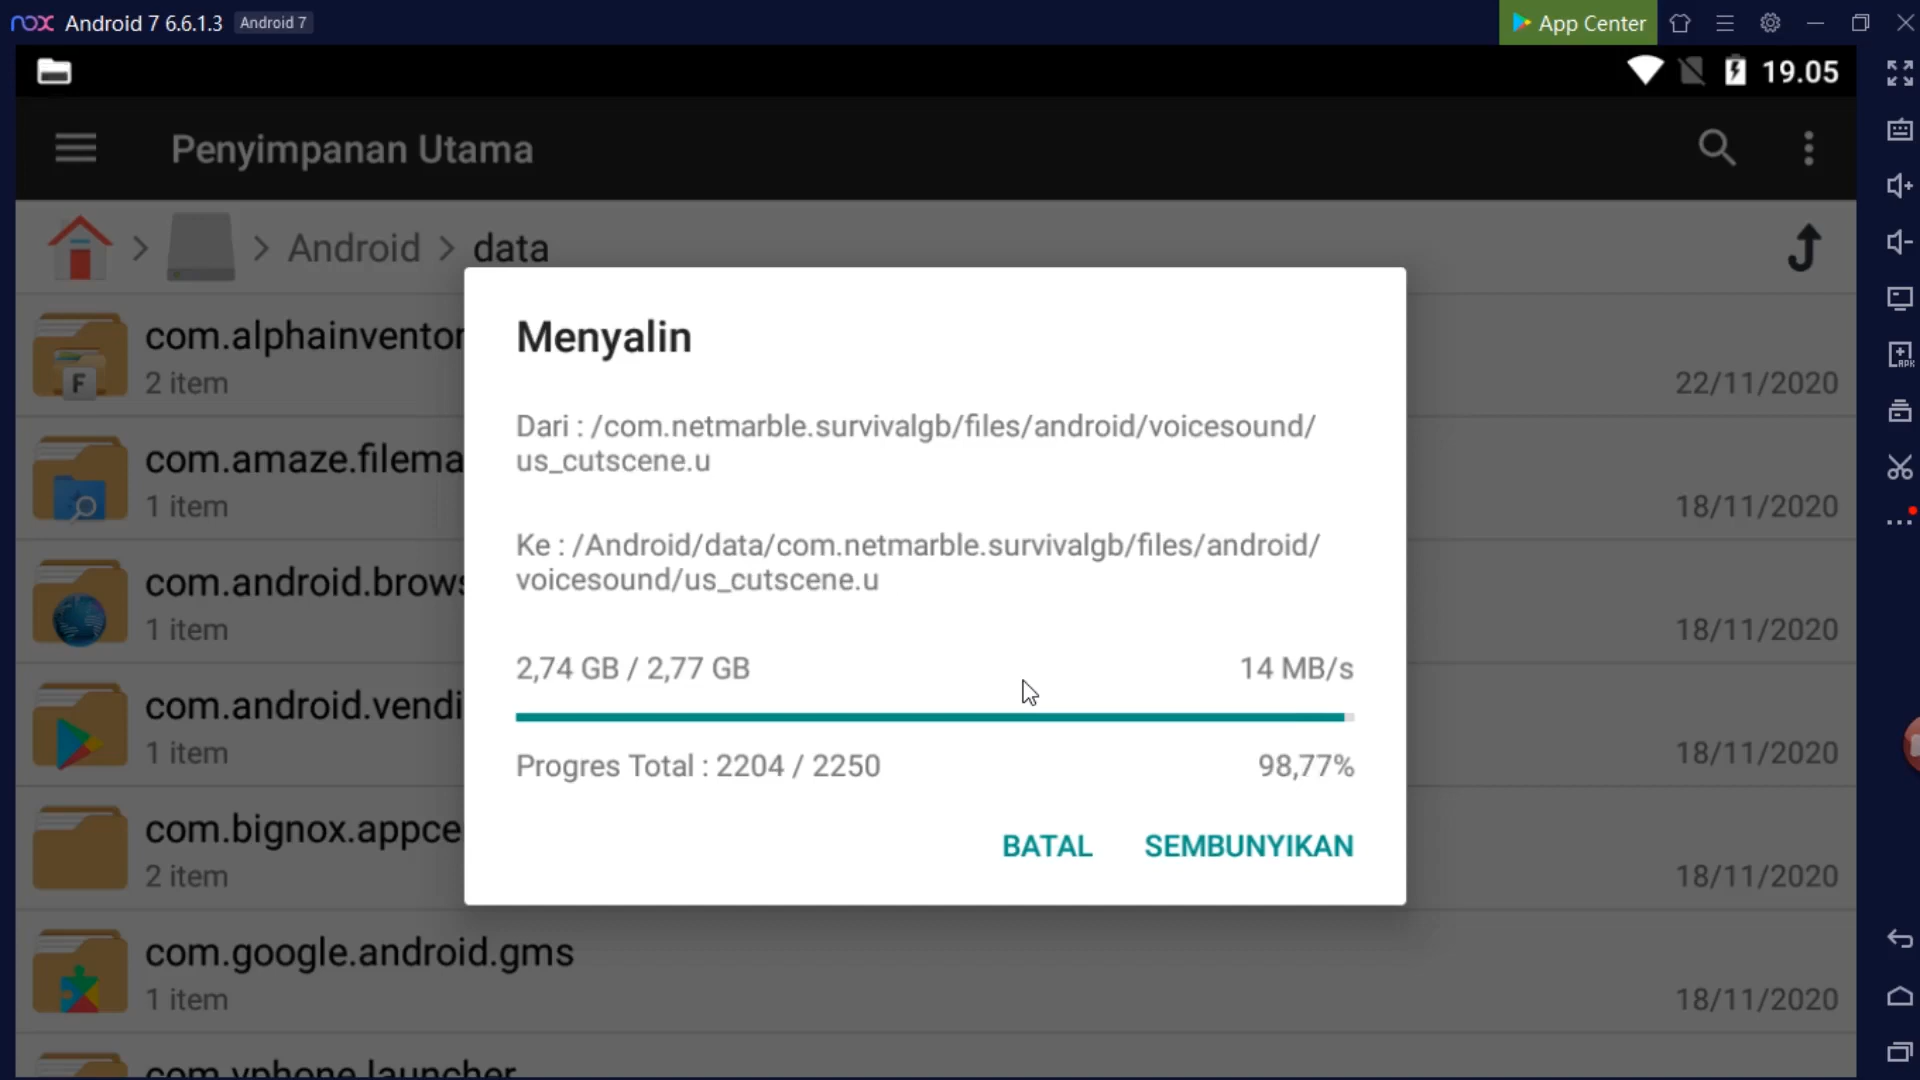 nox Android 7 6.6.1.3 Android 7 App Center
19.05
Penyimpanan Utama
Android data
com.alphainventor
2 item 22/11/2020
com.amaze.filema
1 item 18/11/2020
com.android.brows
1 item 18/11/2020
com.android.vendi
1 item 18/11/2020
com.bignox.appce
2 item 18/11/2020
com.google.android.gms
1 item 18/11/2020
com.vphone.launcher
Menyalin
Dari : /com.netmarble.survivalgb/files/android/voicesound/
us_cutscene.u
Ke : /Android/data/com.netmarble.survivalgb/files/android/
voicesound/us_cutscene.u
2,74 GB / 2,77 GB 14 MB/s
Progres Total : 2204 / 2250 98,77%
BATAL SEMBUNYIKAN